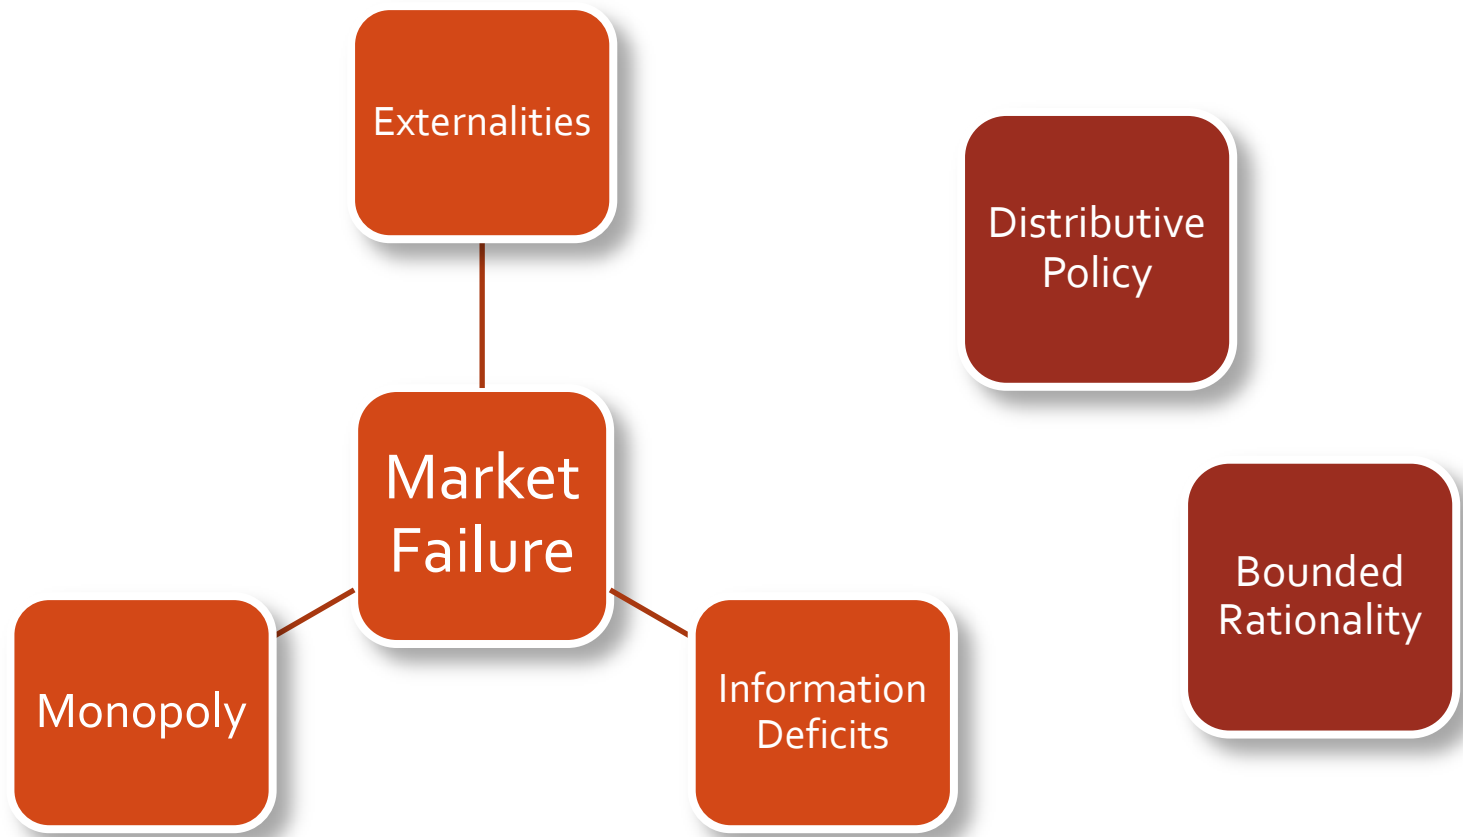 Externalities
Distributive
Policy
Market
Failure
Bounded
Rationality
Monopoly
Information
Deficits